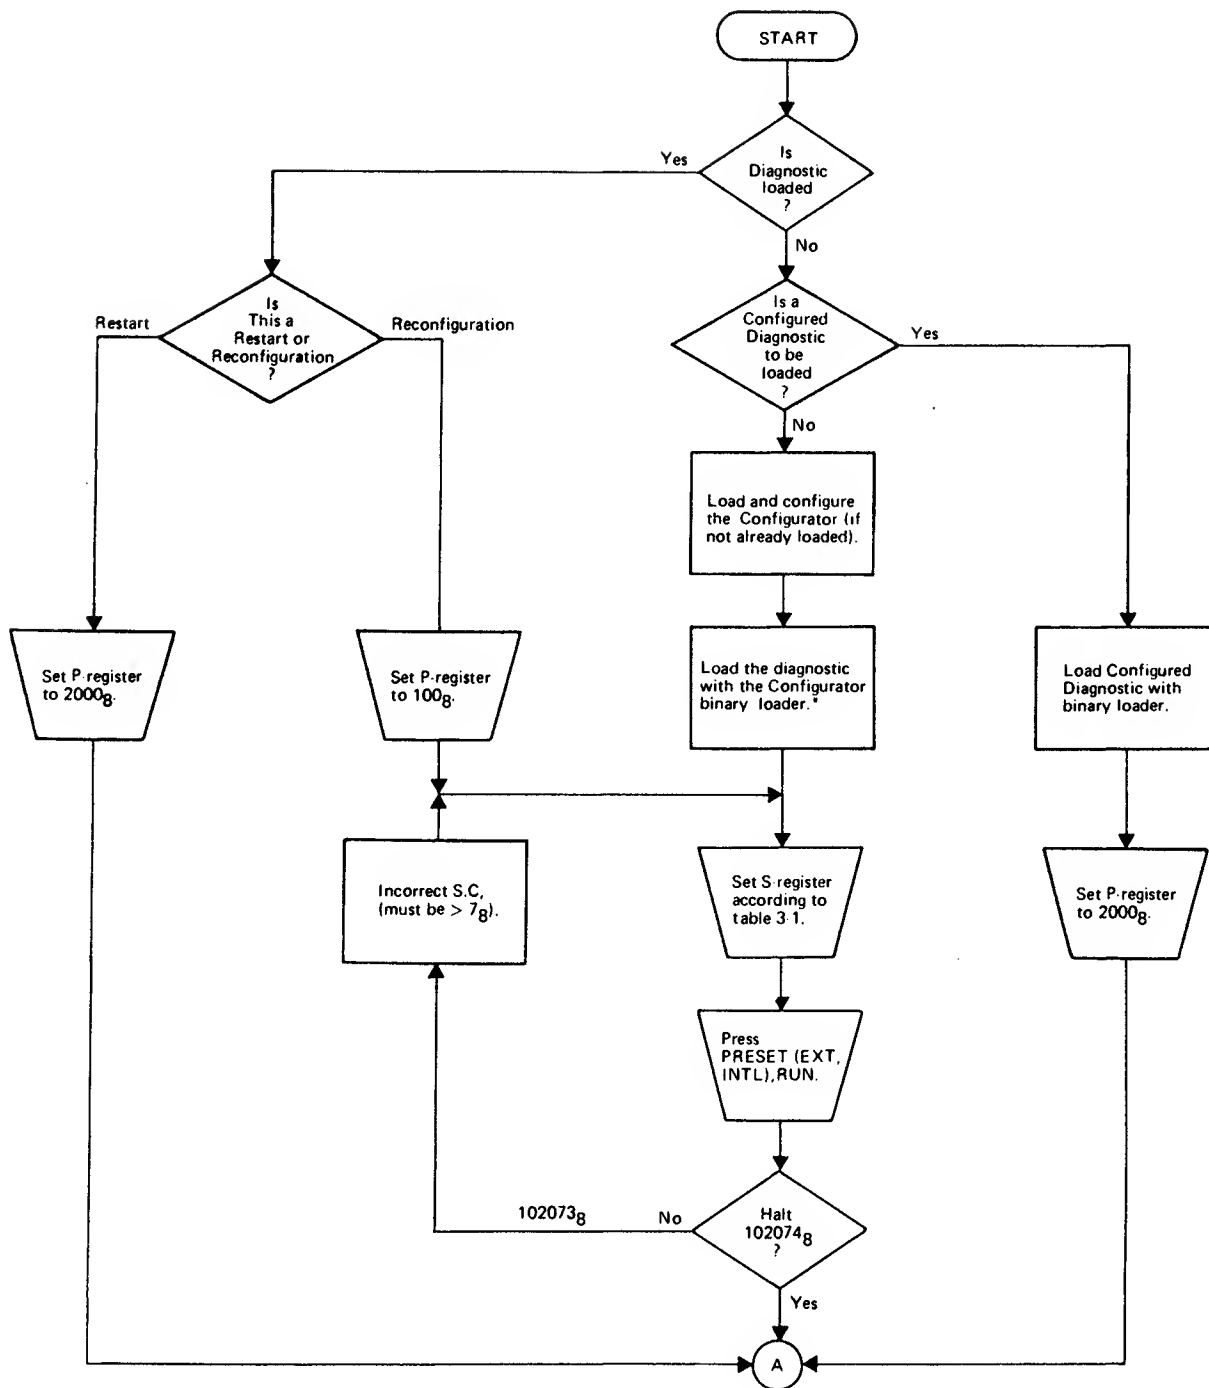 START
Is
Diagnostic
loaded
?
Yes
No
Is
This a
Restart or
Reconfiguration
?
Restart
Reconfiguration
Is a
Configured
Diagnostic
to be
loaded
?
Yes
No
Load and configure
the Configurator (if
not already loaded).
Set P-register
to 2000₈.
Set P-register
to 100₈.
Load the diagnostic
with the Configurator
binary loader.*
Load Configured
Diagnostic with
binary loader.
Incorrect S.C,
(must be > 7₈).
Set S-register
according to
table 3-1.
Set P-register
to 2000₈.
Press
PRESET (EXT,
INTL),RUN.
102073₈
No
Halt
102074₈
?
Yes
A